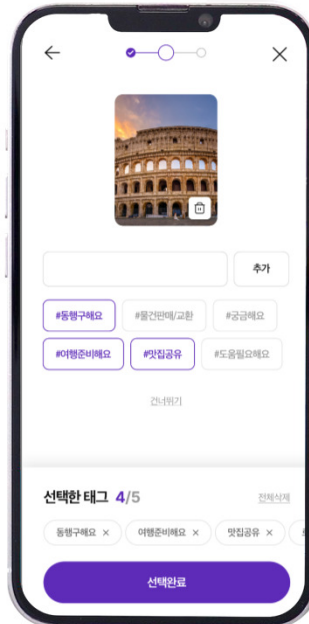 추가
#동행구해요 #물건판매/교환 #궁금해요
#여행준비해요 #맛집공유 #도움필요해요
건너뛰기
선택한 태그 4/5 전체삭제
동행구해요 × 여행준비해요 × 맛집공유 ×
선택완료